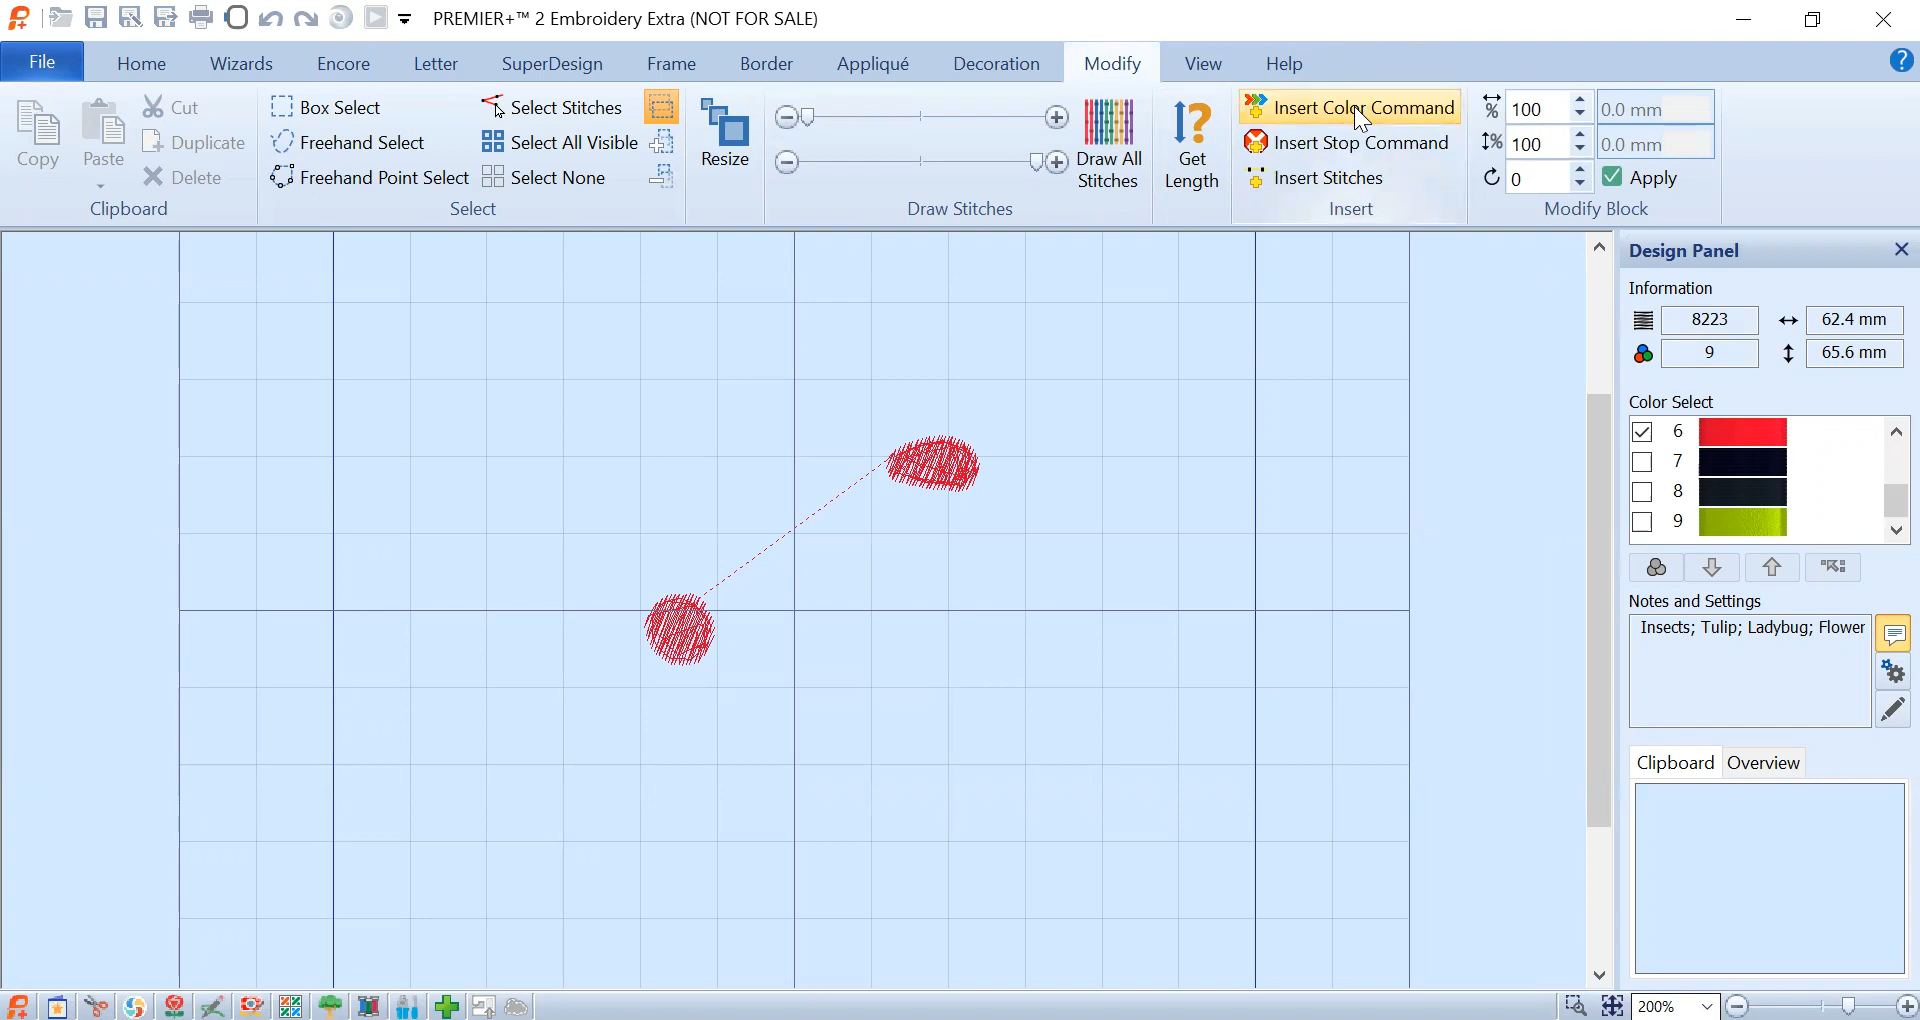 PREMIER+™ 2 Embroidery Extra (NOT FOR SALE)
File Home Wizards Encore Letter SuperDesign Frame Border Appliqué Decoration Modify View Help
Copy
Paste
Cut
Duplicate
Delete
Clipboard
Box Select
Freehand Select
Freehand Point Select
Select Stitches
Select All Visible
Select None
Select
Resize
Draw All
Stitches
Draw Stitches
Get
Length
Insert Color Command
Insert Stop Command
Insert Stitches
Insert
% 100 0.0 mm
% 100 0.0 mm
0 Apply
Modify Block
Design Panel
Information
8223 62.4 mm
9 65.6 mm
Color Select
6
7
8
9
Notes and Settings
Insects; Tulip; Ladybug; Flower
Clipboard Overview
200%